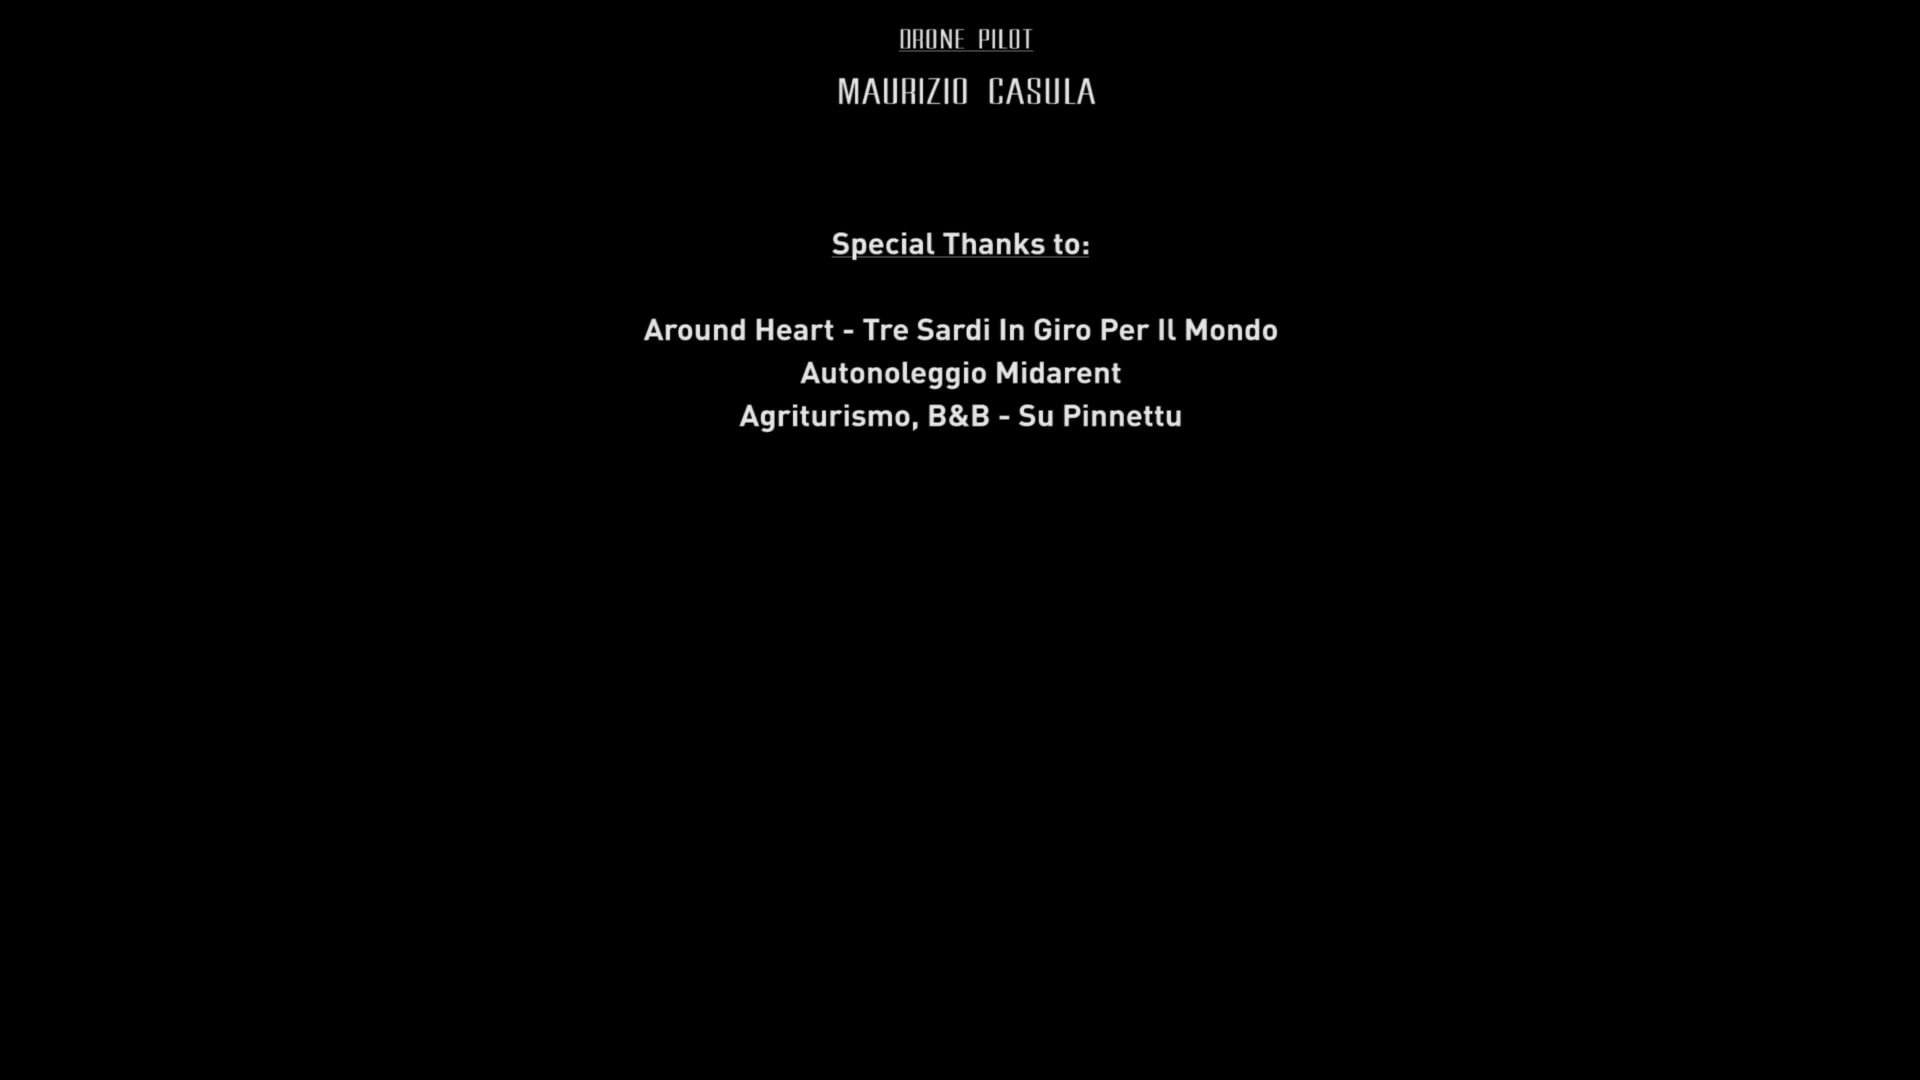 DRONE PILOT
MAURIZIO CASULA
Special Thanks to:
Around Heart - Tre Sardi In Giro Per Il Mondo
Autonoleggio Midarent
Agriturismo, B&B - Su Pinnettu